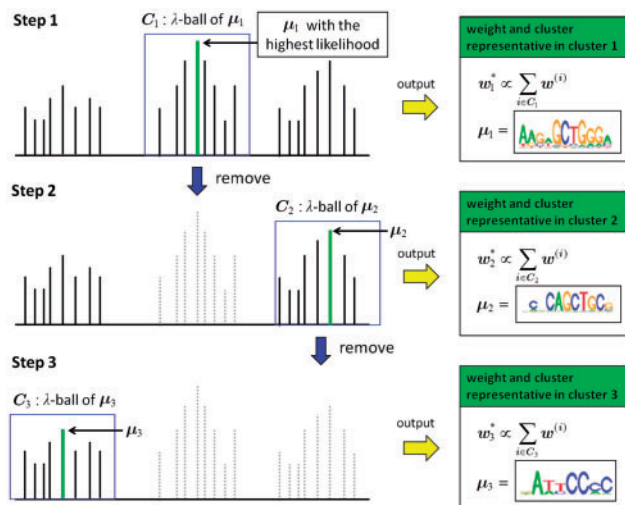 Step 1
C₁ : λ-ball of μ₁
μ₁ with the
highest likelihood
output
weight and cluster
representative in cluster 1
w₁* ∝ ∑ w⁽ⁱ⁾
i∈C₁
μ₁ =
remove
Step 2
C₂ : λ-ball of μ₂
μ₂
output
weight and cluster
representative in cluster 2
w₂* ∝ ∑ w⁽ⁱ⁾
i∈C₂
μ₂ =
CAGCTGC
remove
Step 3
C₃ : λ-ball of μ₃
μ₃
output
weight and cluster
representative in cluster 3
w₃* ∝ ∑ w⁽ⁱ⁾
i∈C₃
μ₃ =